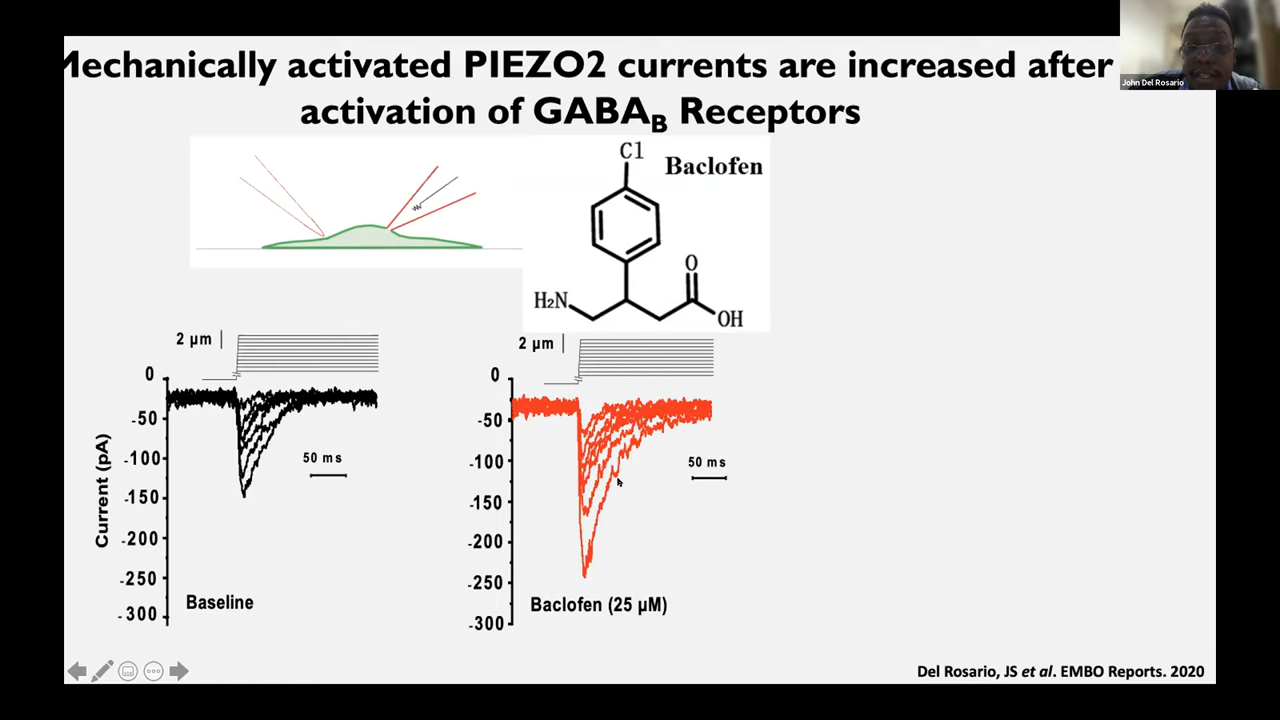 Mechanically activated PIEZO2 currents are increased after
activation of GABAB Receptors
John Del Rosario
Cl
Baclofen
O
H2N
OH
2 µm
0
-50
-100
-150
-200
-250
-300
Current (pA)
50 ms
Baseline
2 µm
0
-50
-100
-150
-200
-250
-300
50 ms
Baclofen (25 µM)
Del Rosario, JS et al. EMBO Reports. 2020